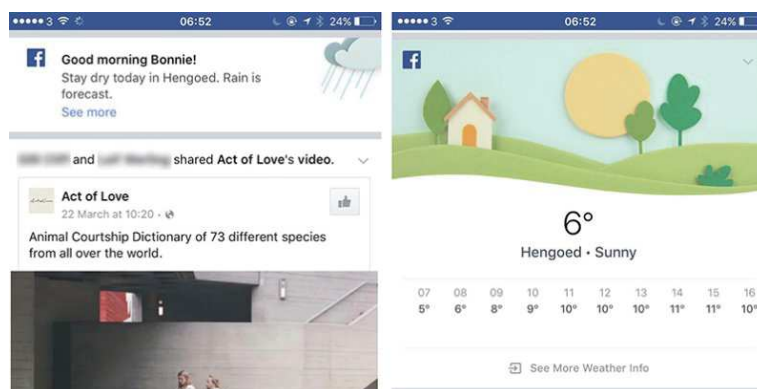 3 06:52 24%
Good morning Bonnie!
Stay dry today in Hengoed. Rain is
forecast.
See more
and shared Act of Love's video.
Act of Love
22 March at 10:20 ·
Animal Courtship Dictionary of 73 different species
from all over the world.
3 06:52 24%
6°
Hengoed • Sunny
07 08 09 10 11 12 13 14 15 16
5° 6° 8° 9° 10° 10° 10° 11° 11° 10°
See More Weather Info